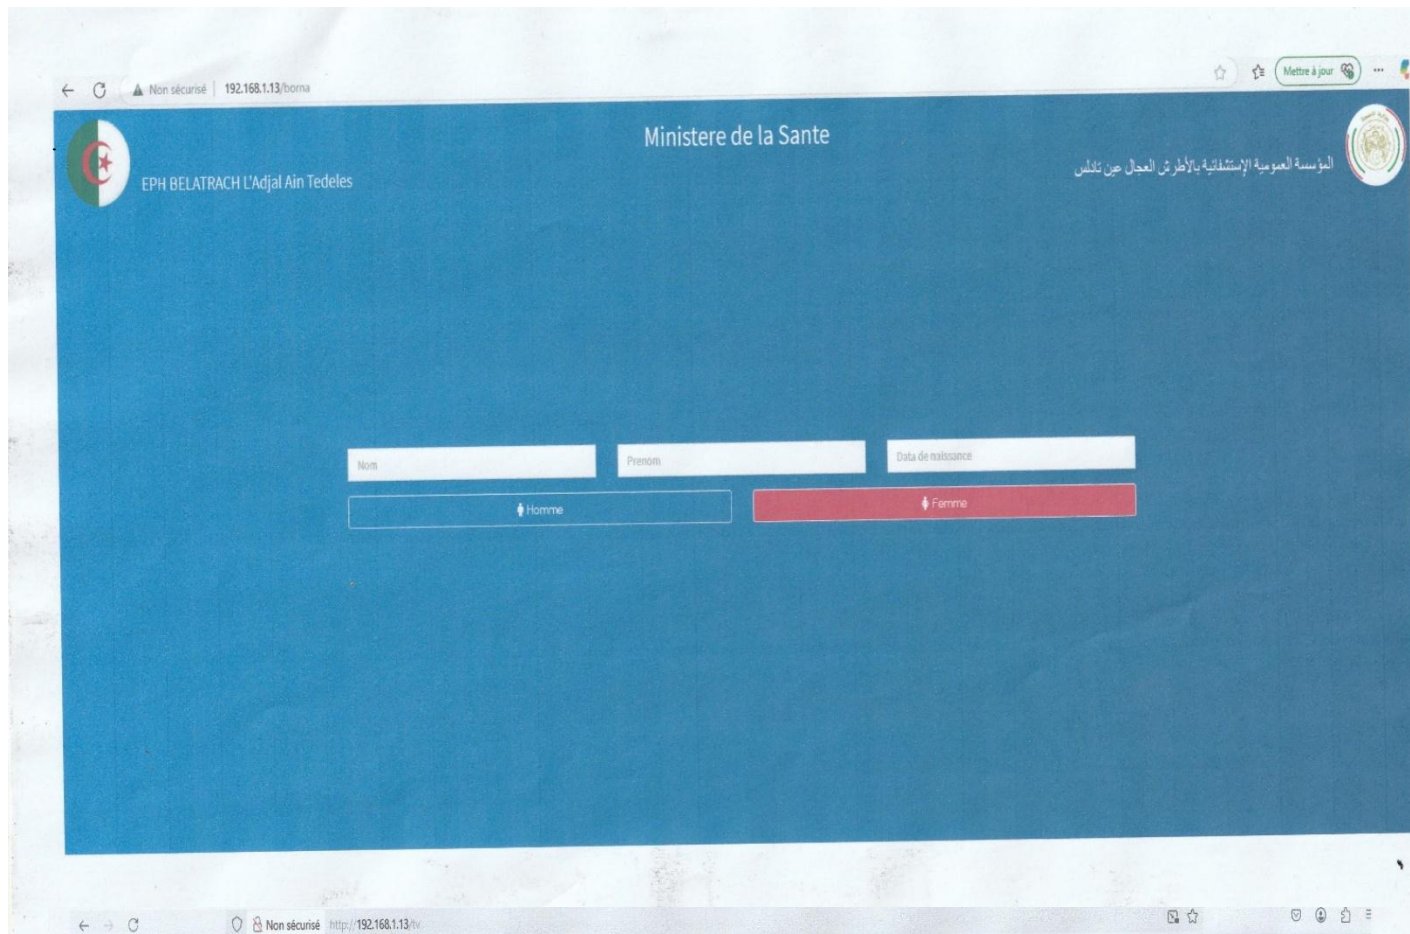 Non sécurisé 192.168.1.13/borna
Mettre à jour
Ministere de la Sante
EPH BELATRACH L'Adjal Ain Tedeles
المؤسسة العمومية الإستشفائية بالأطرش العجال عين تادلس
Nom
Prenom
Data de naissance
Homme
Femme
Non sécurisé http://192.168.1.13/tv